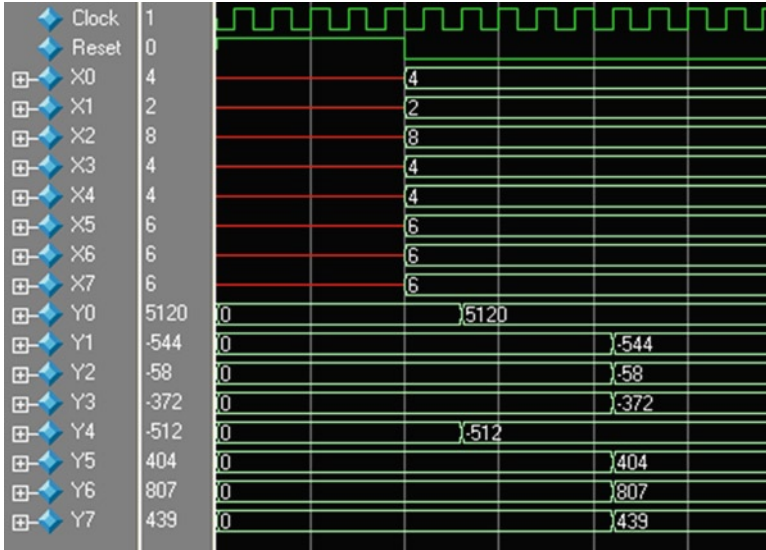 Clock 1
Reset 0
X0 4 4
X1 2 2
X2 8 8
X3 4 4
X4 4 4
X5 6 6
X6 6 6
X7 6 6
Y0 5120 0 5120
Y1 -544 0 -544
Y2 -58 0 -58
Y3 -372 0 -372
Y4 -512 0 -512
Y5 404 0 404
Y6 807 0 807
Y7 439 0 439